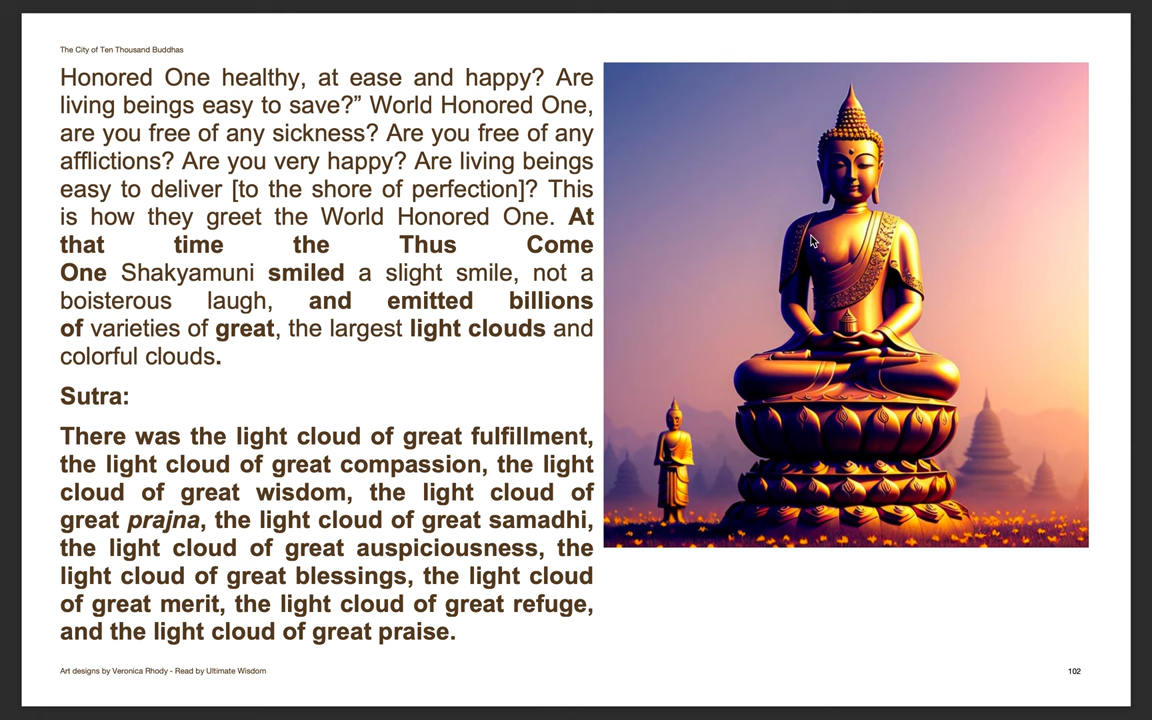 The City of Ten Thousand Buddhas
Honored One healthy, at ease and happy? Are
living beings easy to save?” World Honored One,
are you free of any sickness? Are you free of any
afflictions? Are you very happy? Are living beings
easy to deliver [to the shore of perfection]? This
is how they greet the World Honored One. At
that time the Thus Come
One Shakyamuni smiled a slight smile, not a
boisterous laugh, and emitted billions
of varieties of great, the largest light clouds and
colorful clouds.
Sutra:
There was the light cloud of great fulfillment,
the light cloud of great compassion, the light
cloud of great wisdom, the light cloud of
great prajna, the light cloud of great samadhi,
the light cloud of great auspiciousness, the
light cloud of great blessings, the light cloud
of great merit, the light cloud of great refuge,
and the light cloud of great praise.
Art designs by Veronica Rhody - Read by Ultimate Wisdom
102